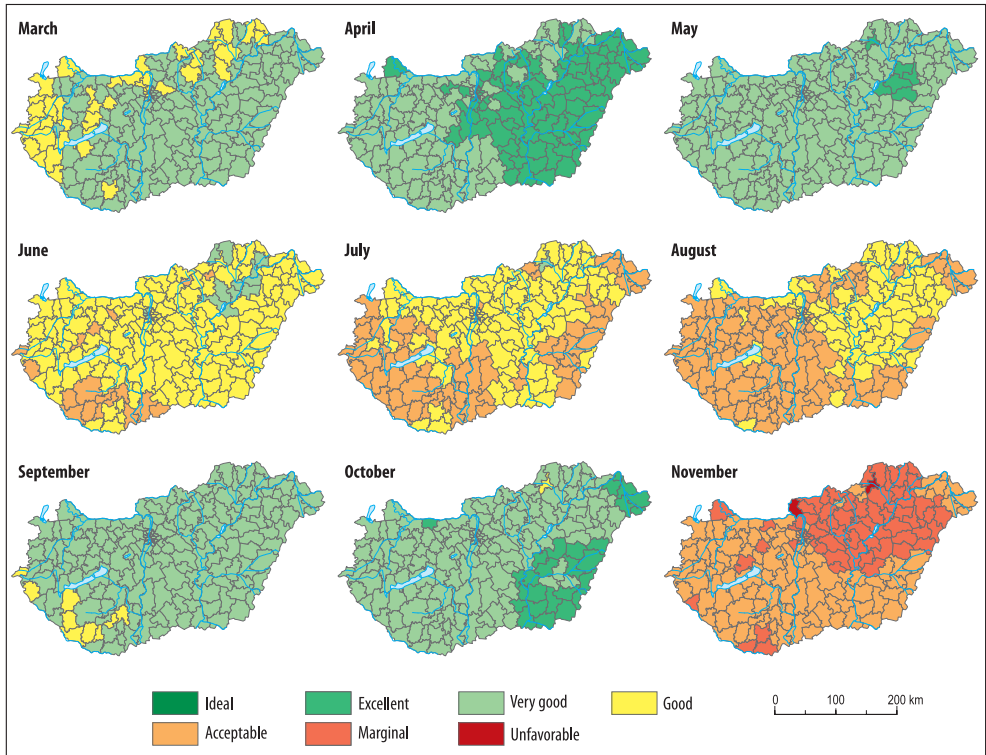 March
April
May
June
July
August
September
October
November
Ideal
Excellent
Very good
Good
Acceptable
Marginal
Unfavorable
0 100 200 km